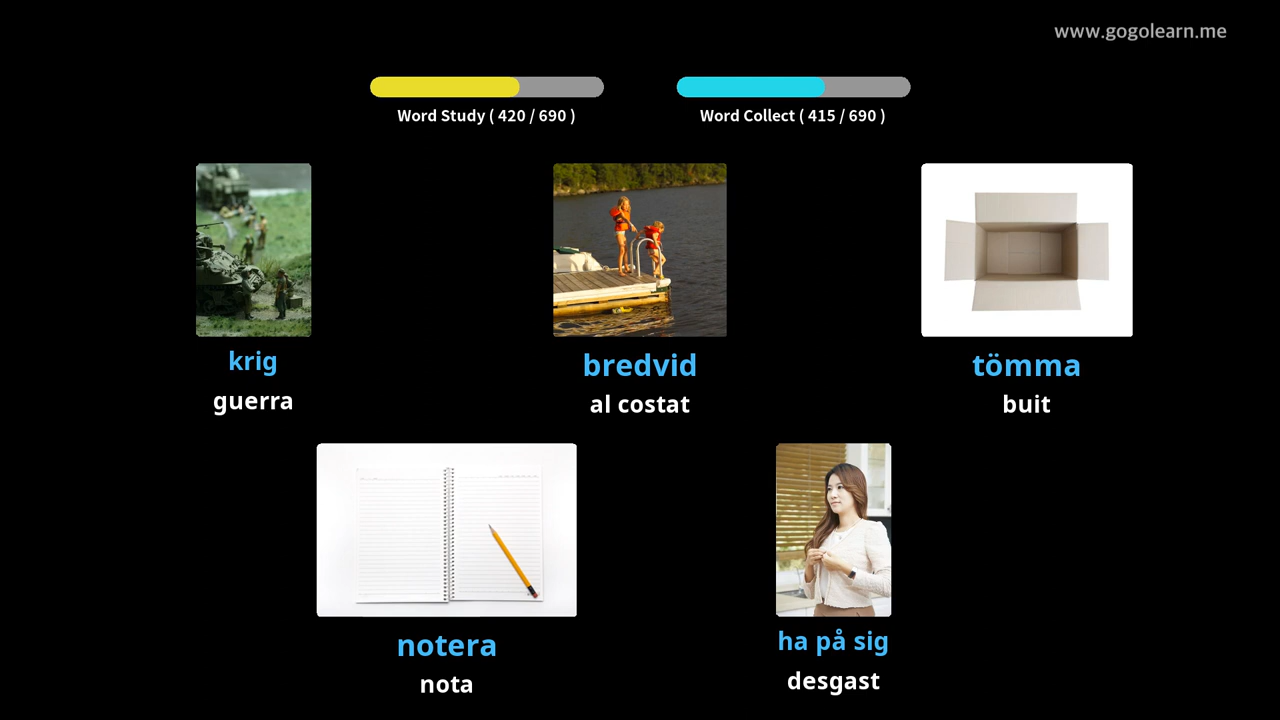 www.gogolearn.me
Word Study ( 420 / 690 )
Word Collect ( 415 / 690 )
krig
guerra
bredvid
al costat
tömma
buit
notera
nota
ha på sig
desgast